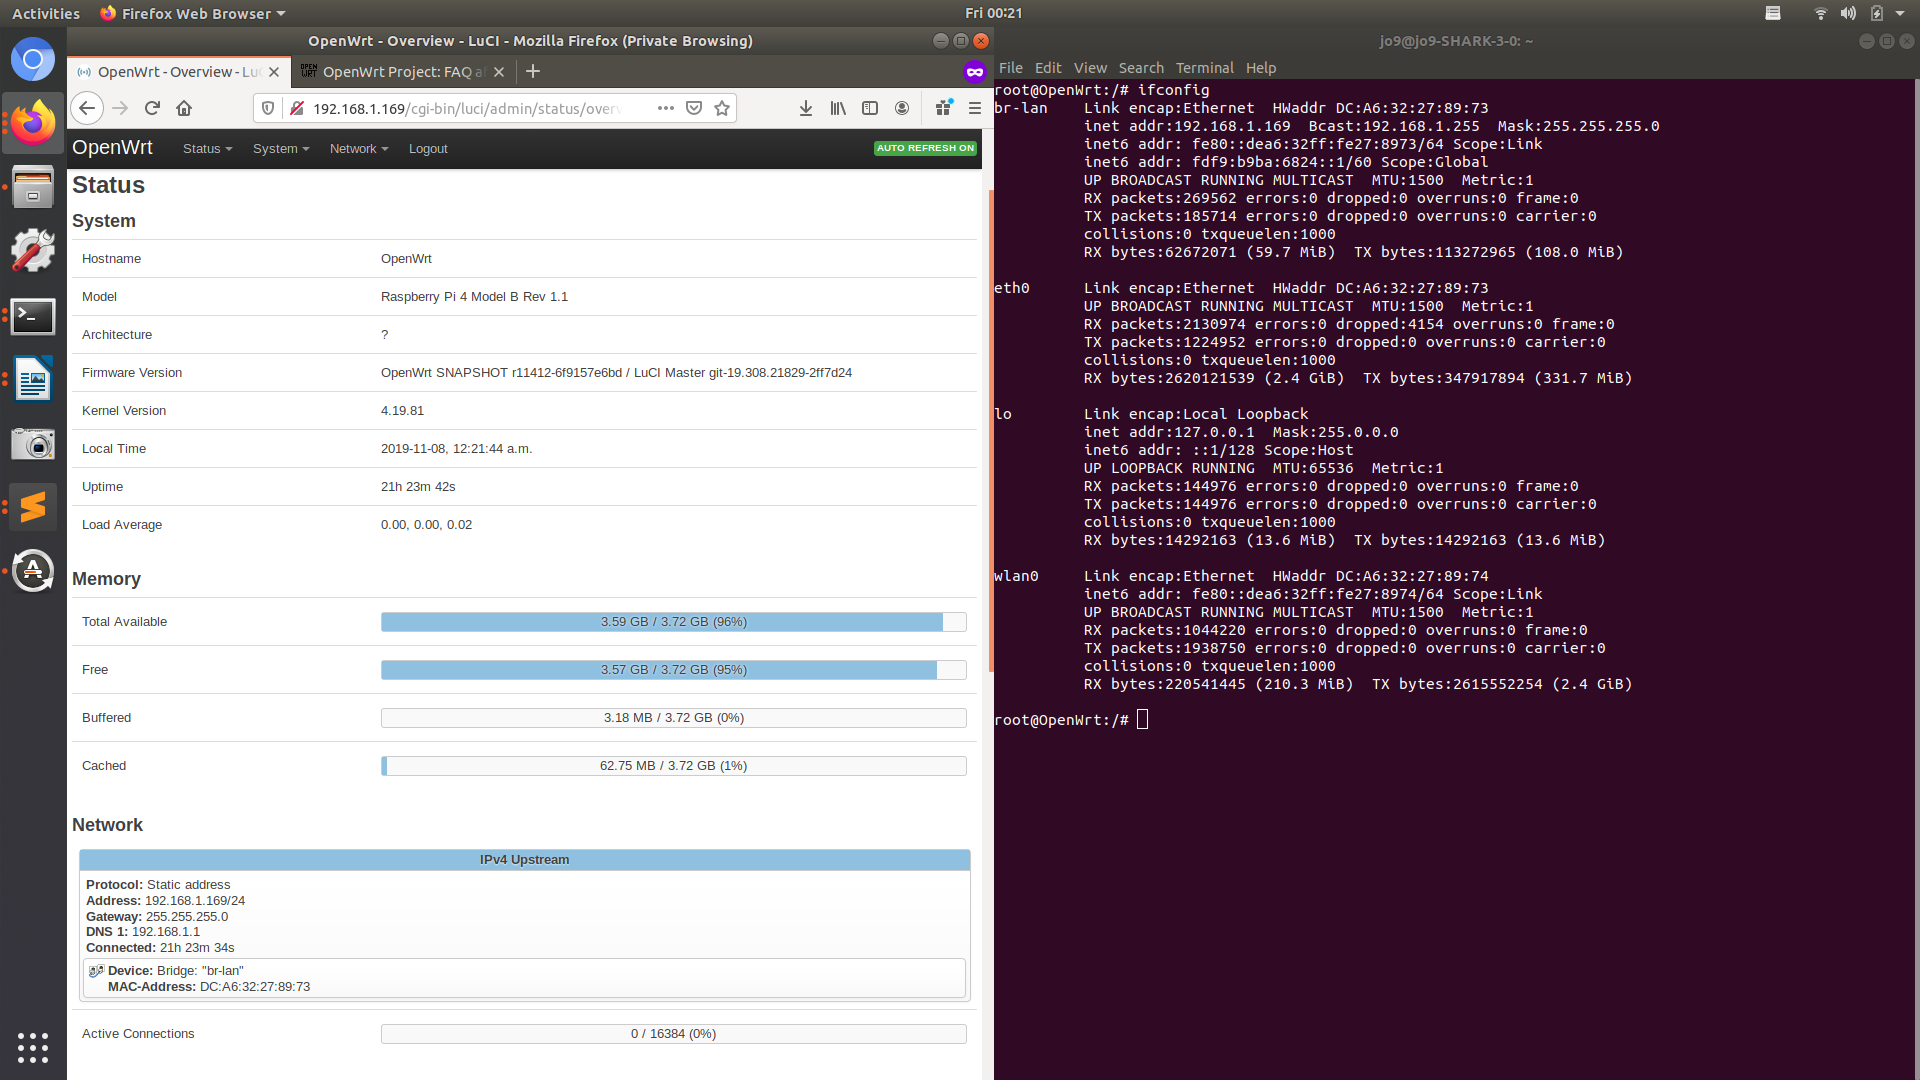 Activities
Firefox Web Browser
Fri 00:21
OpenWrt - Overview - LuCI - Mozilla Firefox (Private Browsing)
OpenWrt - Overview - Lu
OpenWrt Project: FAQ a
192.168.1.169/cgi-bin/luci/admin/status/over
OpenWrt
Status
System
Network
Logout
AUTO REFRESH ON
Status
System
Hostname OpenWrt
Model Raspberry Pi 4 Model B Rev 1.1
Architecture ?
Firmware Version OpenWrt SNAPSHOT r11412-6f9157e6bd / LuCI Master git-19.308.21829-2ff7d24
Kernel Version 4.19.81
Local Time 2019-11-08, 12:21:44 a.m.
Uptime 21h 23m 42s
Load Average 0.00, 0.00, 0.02
Memory
Total Available 3.59 GB / 3.72 GB (96%)
Free 3.57 GB / 3.72 GB (95%)
Buffered 3.18 MB / 3.72 GB (0%)
Cached 62.75 MB / 3.72 GB (1%)
Network
IPv4 Upstream
Protocol: Static address
Address: 192.168.1.169/24
Gateway: 255.255.255.0
DNS 1: 192.168.1.1
Connected: 21h 23m 34s
Device: Bridge: "br-lan"
MAC-Address: DC:A6:32:27:89:73
Active Connections 0 / 16384 (0%)
jo9@jo9-SHARK-3-0: ~
File Edit View Search Terminal Help
root@OpenWrt:/# ifconfig
br-lan Link encap:Ethernet HWaddr DC:A6:32:27:89:73
inet addr:192.168.1.169 Bcast:192.168.1.255 Mask:255.255.255.0
inet6 addr: fe80::dea6:32ff:fe27:8973/64 Scope:Link
inet6 addr: fdf9:b9ba:6824::1/60 Scope:Global
UP BROADCAST RUNNING MULTICAST MTU:1500 Metric:1
RX packets:269562 errors:0 dropped:0 overruns:0 frame:0
TX packets:185714 errors:0 dropped:0 overruns:0 carrier:0
collisions:0 txqueuelen:1000
RX bytes:62672071 (59.7 MiB) TX bytes:113272965 (108.0 MiB)
eth0 Link encap:Ethernet HWaddr DC:A6:32:27:89:73
UP BROADCAST RUNNING MULTICAST MTU:1500 Metric:1
RX packets:2130974 errors:0 dropped:4154 overruns:0 frame:0
TX packets:1224952 errors:0 dropped:0 overruns:0 carrier:0
collisions:0 txqueuelen:1000
RX bytes:2620121539 (2.4 GiB) TX bytes:347917894 (331.7 MiB)
lo Link encap:Local Loopback
inet addr:127.0.0.1 Mask:255.0.0.0
inet6 addr: ::1/128 Scope:Host
UP LOOPBACK RUNNING MTU:65536 Metric:1
RX packets:144976 errors:0 dropped:0 overruns:0 frame:0
TX packets:144976 errors:0 dropped:0 overruns:0 carrier:0
collisions:0 txqueuelen:1000
RX bytes:14292163 (13.6 MiB) TX bytes:14292163 (13.6 MiB)
wlan0 Link encap:Ethernet HWaddr DC:A6:32:27:89:74
inet6 addr: fe80::dea6:32ff:fe27:8974/64 Scope:Link
UP BROADCAST RUNNING MULTICAST MTU:1500 Metric:1
RX packets:1044220 errors:0 dropped:0 overruns:0 frame:0
TX packets:1938750 errors:0 dropped:0 overruns:0 carrier:0
collisions:0 txqueuelen:1000
RX bytes:220541445 (210.3 MiB) TX bytes:2615552254 (2.4 GiB)
root@OpenWrt:/#